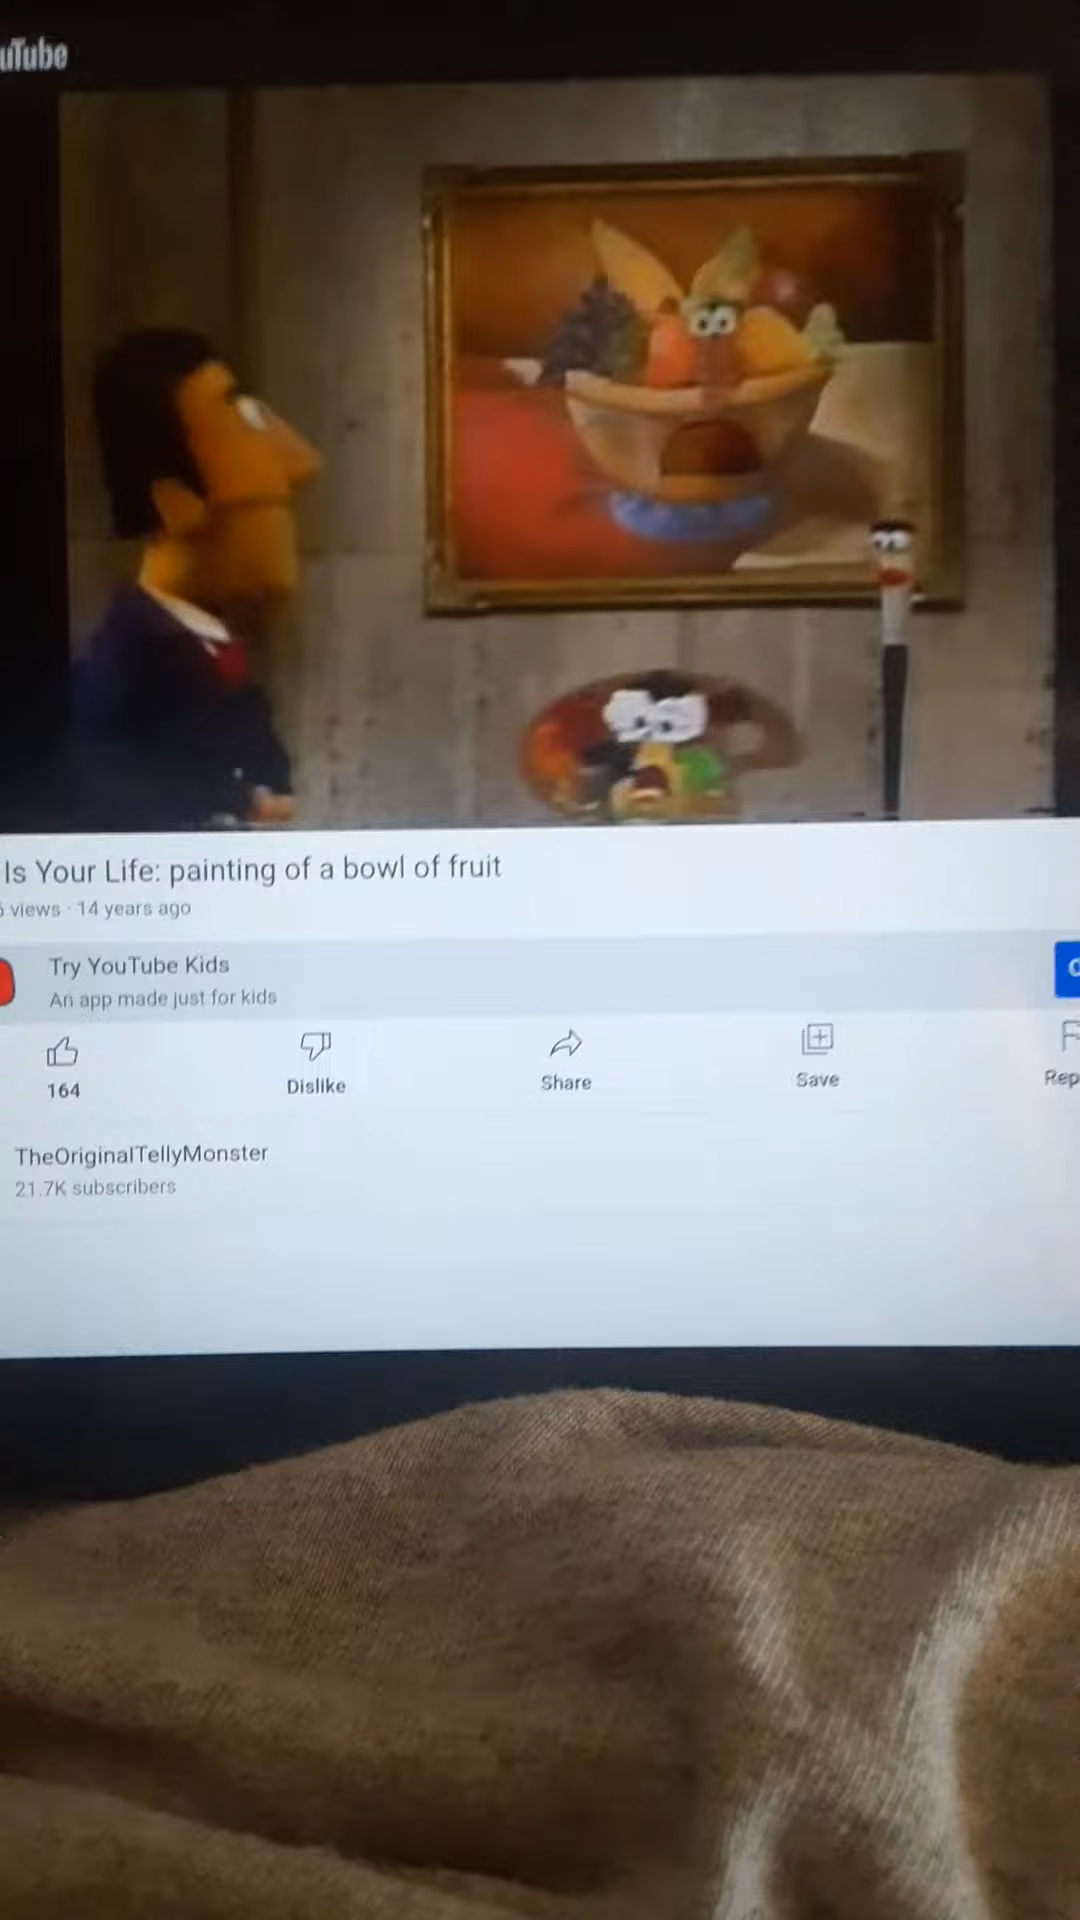 uTube
Is Your Life: painting of a bowl of fruit
views · 14 years ago
Try YouTube Kids
An app made just for kids
164
Dislike
Share
Save
Rep
TheOriginalTellyMonster
21.7K subscribers